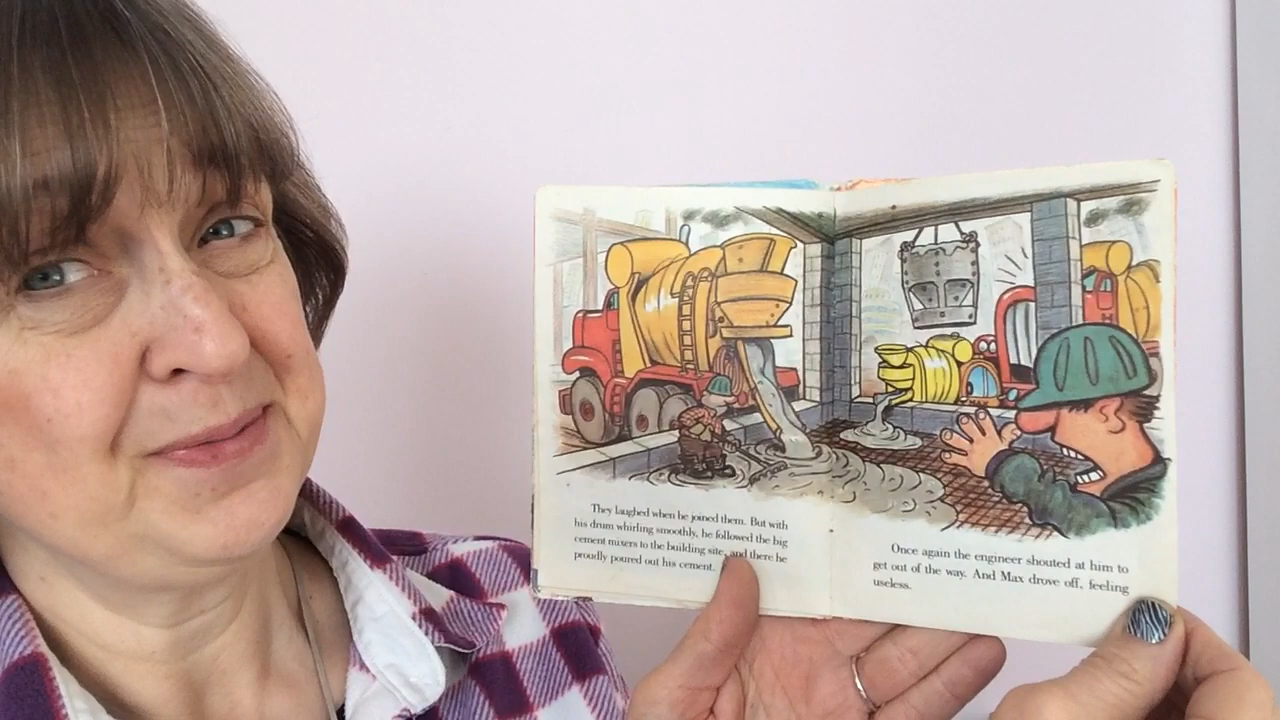 They laughed when he joined them. But with
his drum whirling smoothly, he followed the big
cement mixers to the building site, and there he
proudly poured out his cement.
Once again the engineer shouted at him to
get out of the way. And Max drove off, feeling
useless.